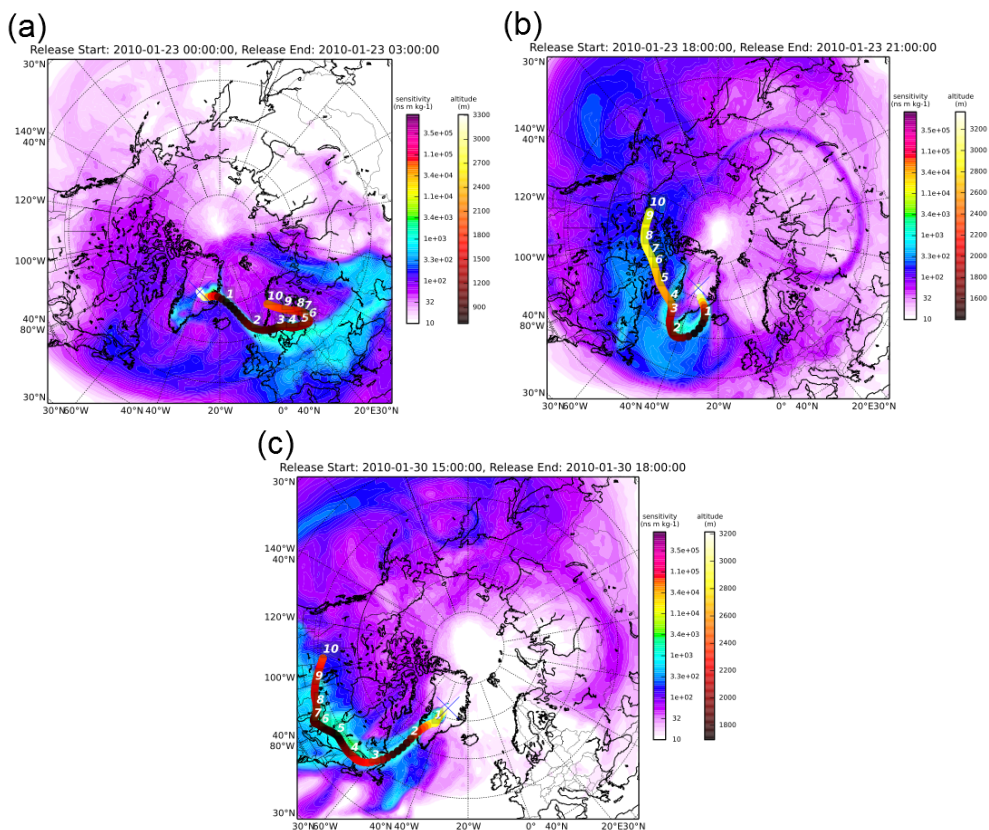 (a)
Release Start: 2010-01-23 00:00:00, Release End: 2010-01-23 03:00:00
30°N
140°W
40°N
120°W
100°W
40°N
80°W
30°N
30°N60°W
40°W
20°W
0°
40°N
20°E30°N
1
2
3
4
5
6
7
8
9
10
sensitivity
(ns m kg-1)
3.5e+05
1.1e+05
3.4e+04
1.1e+04
3.4e+03
1e+03
3.3e+02
1e+02
32
10
altitude
(m)
3300
3000
2700
2400
2100
1800
1500
1200
900
(b)
Release Start: 2010-01-23 18:00:00, Release End: 2010-01-23 21:00:00
30°N
140°W
40°N
120°W
100°W
40°N
80°W
30°N
30°N60°W
40°N40°W
20°W
0°
40°N
20°E30°N
10
9
8
7
6
5
4
3
2
1
sensitivity
(ns m kg-1)
3.5e+05
1.1e+05
3.4e+04
1.1e+04
3.4e+03
1e+03
3.3e+02
1e+02
32
10
altitude
(m)
3200
3000
2800
2600
2400
2200
2000
(c)
Release Start: 2010-01-30 15:00:00, Release End: 2010-01-30 18:00:00
30°N
140°W
40°N
120°W
100°W
40°N
80°W
30°N
30°N60°W
40°N40°W
20°W
0°
40°N
20°E30°N
10
9
8
7
6
5
4
3
2
1
sensitivity
(ns m kg-1)
3.5e+05
1.1e+05
3.4e+04
1.1e+04
3.4e+03
1e+03
3.3e+02
1e+02
32
10
altitude
(m)
3200
3000
2800
2600
2400
2200
2000
1800